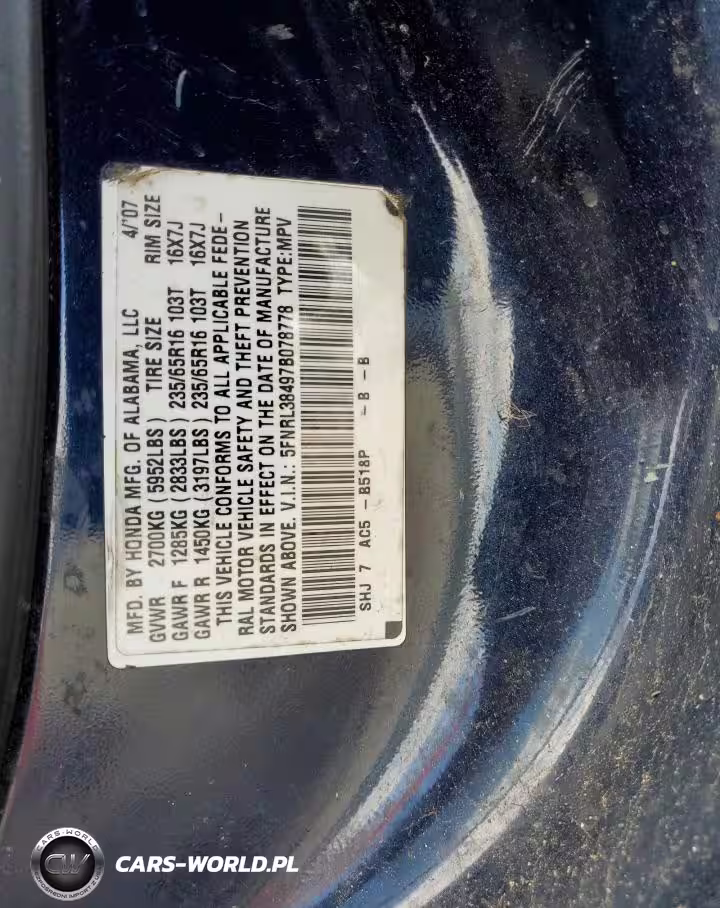 MFD. BY HONDA MFG. OF ALABAMA, LLC 4/'07
GVWR 2700KG (5952LBS) TIRE SIZE RIM SIZE
GAWR F 1285KG (2833LBS) 235/65R16 103T 16X7J
GAWR R 1450KG (3197LBS) 235/65R16 103T 16X7J
THIS VEHICLE CONFORMS TO ALL APPLICABLE FEDE-
RAL MOTOR VEHICLE SAFETY AND THEFT PREVENTION
STANDARDS IN EFFECT ON THE DATE OF MANUFACTURE
SHOWN ABOVE. V.I.N.: 5FNRL38497B078778 TYPE:MPV
SHJ 7 AC5 - B518P - B - B
CARS-WORLD
CW
CARS-WORLD.PL